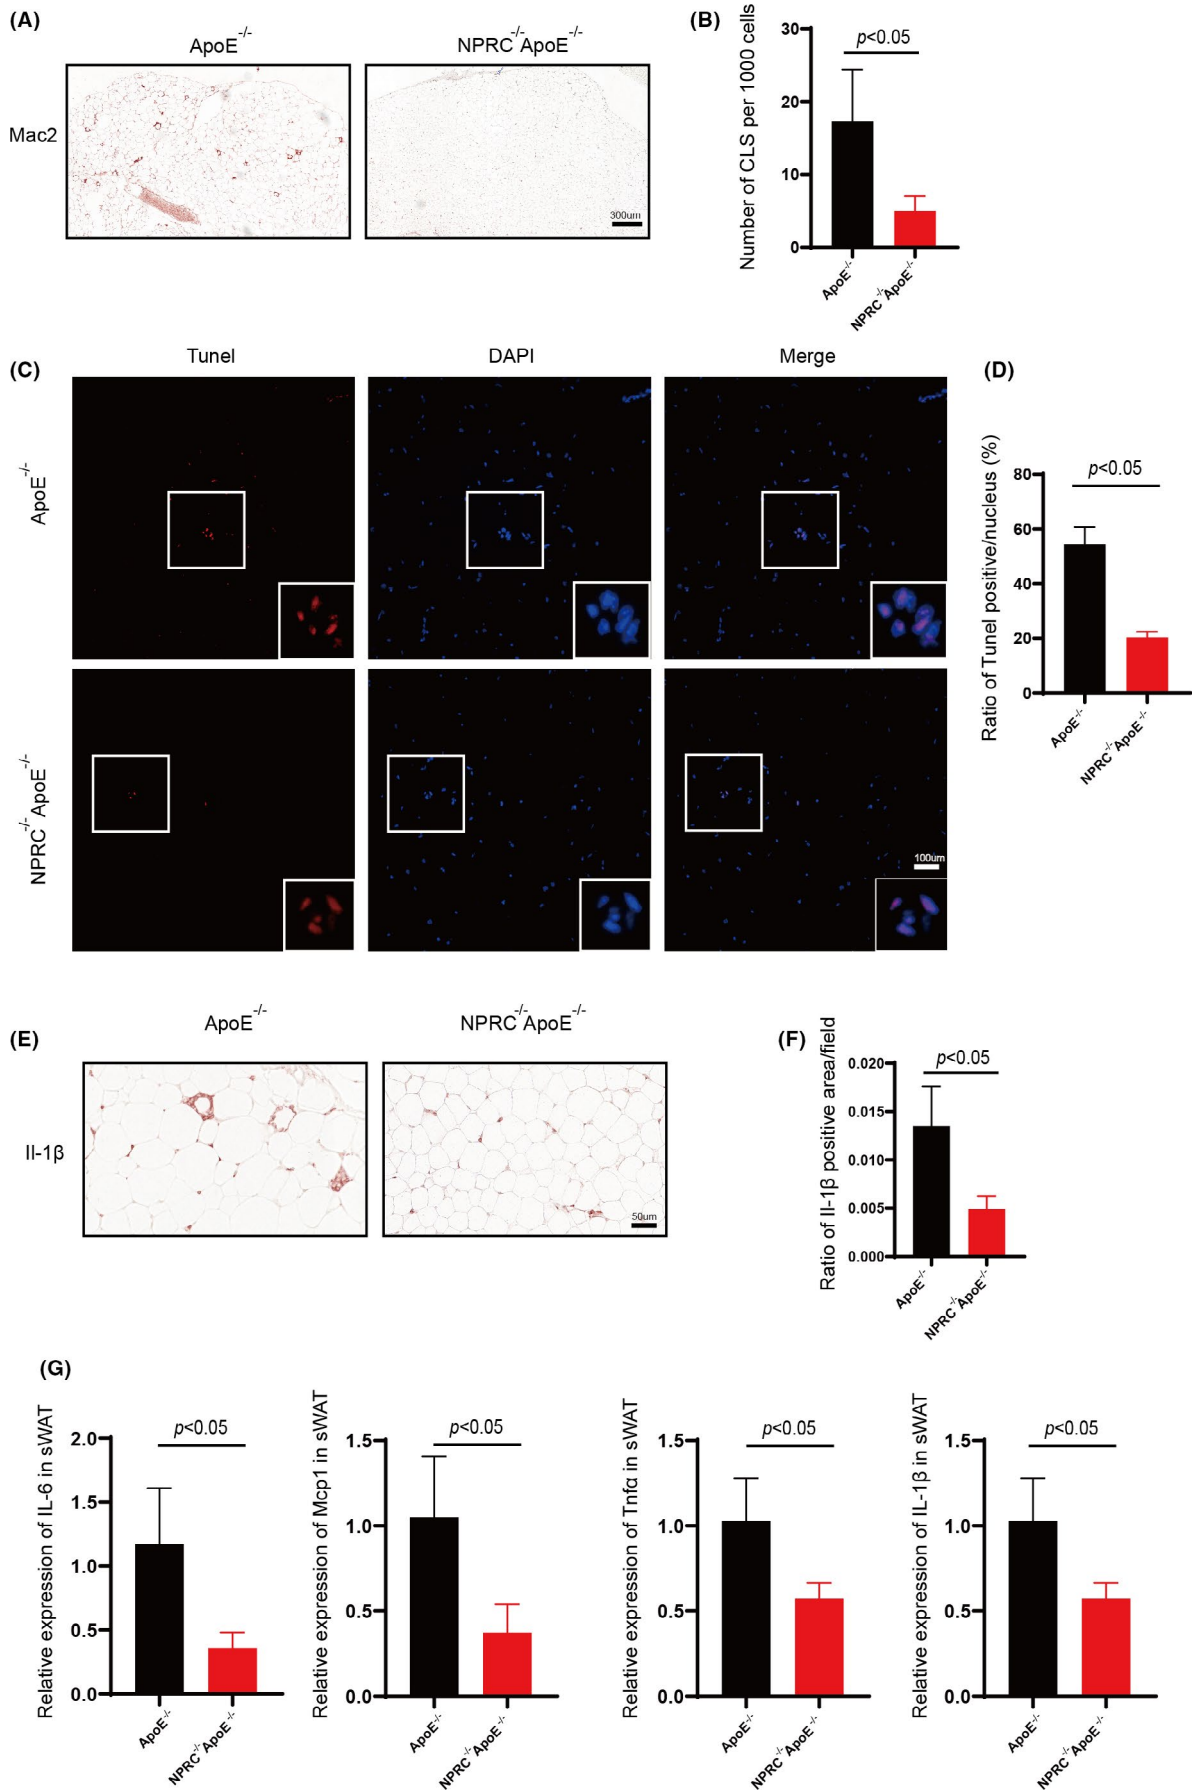 (A)
ApoE-/-
NPRC-/-ApoE-/-
Mac2
300um
(B)
Number of CLS per 1000 cells
30
20
10
0
p<0.05
ApoE-/-
NPRC-/-ApoE-/-
(C)
Tunel
DAPI
Merge
ApoE-/-
NPRC-/-ApoE-/-
100um
(D)
Ratio of Tunel positive/nucleus (%)
80
60
40
20
0
p<0.05
ApoE-/-
NPRC-/-ApoE-/-
(E)
ApoE-/-
NPRC-/-ApoE-/-
Il-1β
50um
(F)
Ratio of Il-1β positive area/field
0.020
0.015
0.010
0.005
0.000
p<0.05
ApoE-/-
NPRC-/-ApoE-/-
(G)
Relative expression of IL-6 in sWAT
2.0
1.5
1.0
0.5
0.0
p<0.05
ApoE-/-
NPRC-/-ApoE-/-
Relative expression of Mcp1 in sWAT
1.5
1.0
0.5
0.0
p<0.05
ApoE-/-
NPRC-/-ApoE-/-
Relative expression of Tnfα in sWAT
1.5
1.0
0.5
0.0
p<0.05
ApoE-/-
NPRC-/-ApoE-/-
Relative expression of IL-1β in sWAT
1.5
1.0
0.5
0.0
p<0.05
ApoE-/-
NPRC-/-ApoE-/-